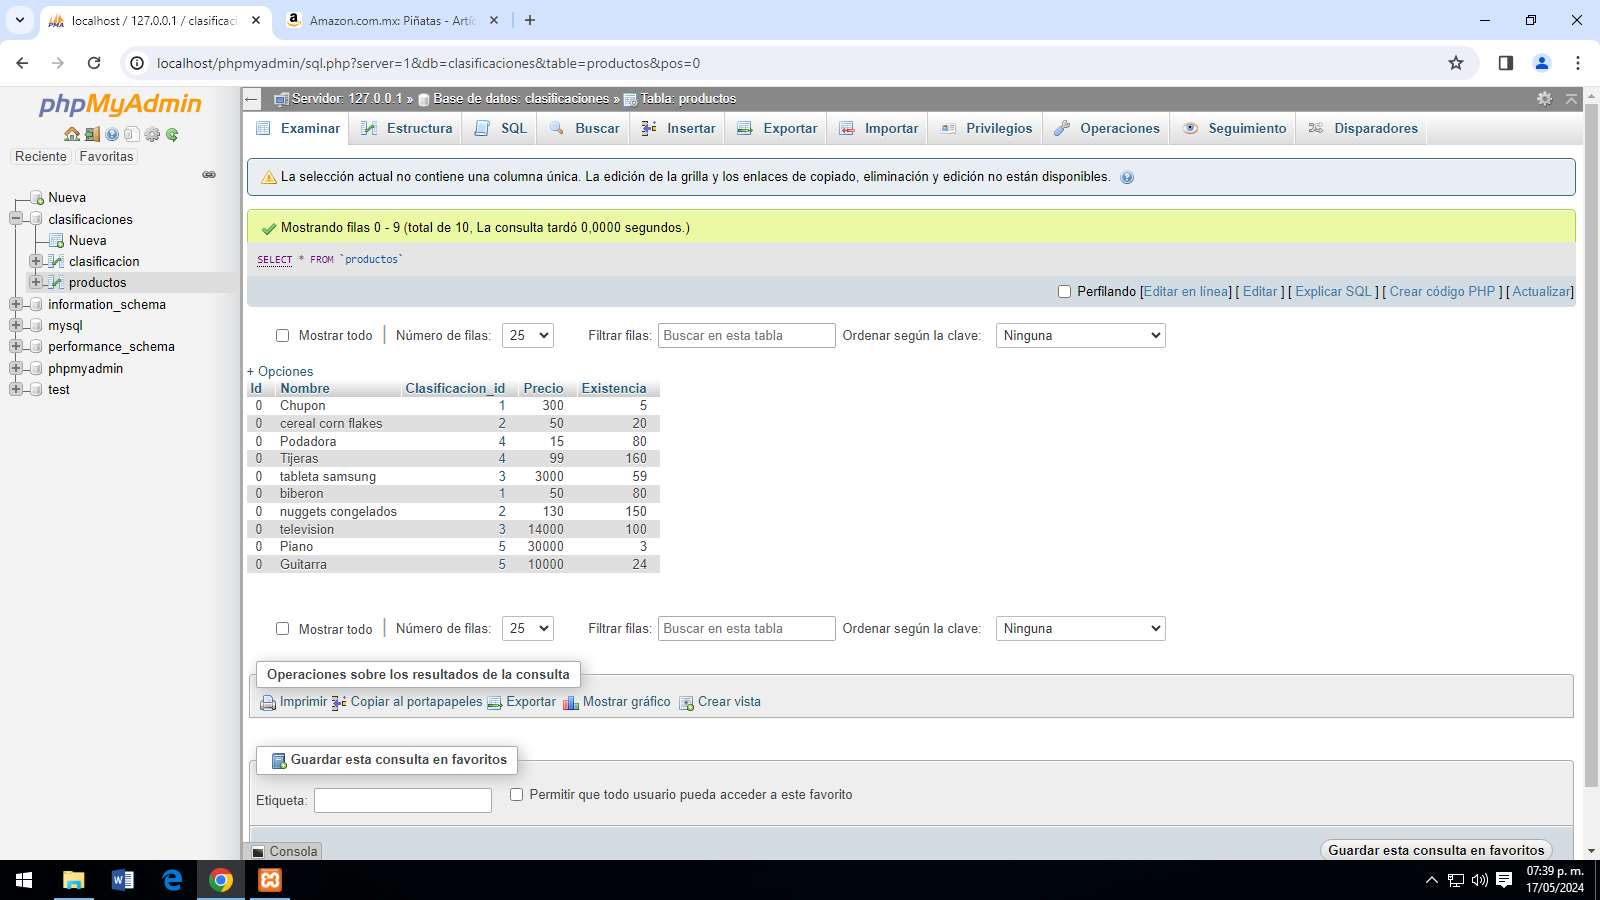 localhost / 127.0.0.1 / clasificaci
Amazon.com.mx: Piñatas - Artíc
localhost/phpmyadmin/sql.php?server=1&db=clasificaciones&table=productos&pos=0
phpMyAdmin
Reciente Favoritas
Nueva
clasificaciones
Nueva
clasificacion
productos
information_schema
mysql
performance_schema
phpmyadmin
test
Servidor: 127.0.0.1 » Base de datos: clasificaciones » Tabla: productos
Examinar Estructura SQL Buscar Insertar Exportar Importar Privilegios Operaciones Seguimiento Disparadores
La selección actual no contiene una columna única. La edición de la grilla y los enlaces de copiado, eliminación y edición no están disponibles.
Mostrando filas 0 - 9 (total de 10, La consulta tardó 0,0000 segundos.)
SELECT * FROM `productos`
Perfilando [Editar en línea] [ Editar ] [ Explicar SQL ] [ Crear código PHP ] [ Actualizar]
Mostrar todo | Número de filas: 25 Filtrar filas: Buscar en esta tabla Ordenar según la clave: Ninguna
+ Opciones
Id Nombre Clasificacion_id Precio Existencia
0 Chupon 1 300 5
0 cereal corn flakes 2 50 20
0 Podadora 4 15 80
0 Tijeras 4 99 160
0 tableta samsung 3 3000 59
0 biberon 1 50 80
0 nuggets congelados 2 130 150
0 television 3 14000 100
0 Piano 5 30000 3
0 Guitarra 5 10000 24
Mostrar todo | Número de filas: 25 Filtrar filas: Buscar en esta tabla Ordenar según la clave: Ninguna
Operaciones sobre los resultados de la consulta
Imprimir Copiar al portapapeles Exportar Mostrar gráfico Crear vista
Guardar esta consulta en favoritos
Etiqueta: Permitir que todo usuario pueda acceder a este favorito
Consola
Guardar esta consulta en favoritos
07:39 p. m.
17/05/2024